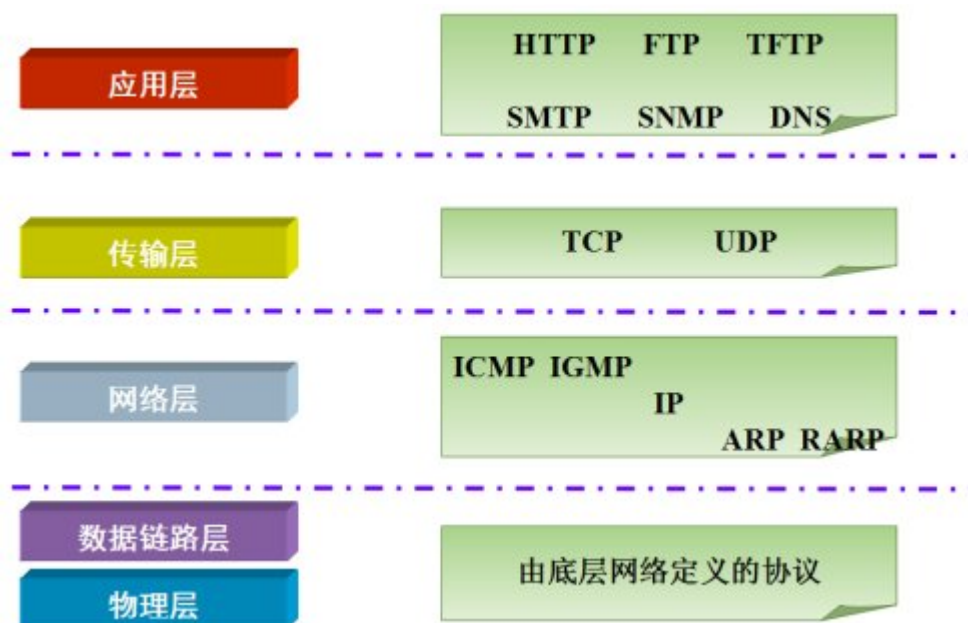 应用层
HTTP FTP TFTP
SMTP SNMP DNS
传输层
TCP UDP
网络层
ICMP IGMP
IP
ARP RARP
数据链路层
物理层
由底层网络定义的协议